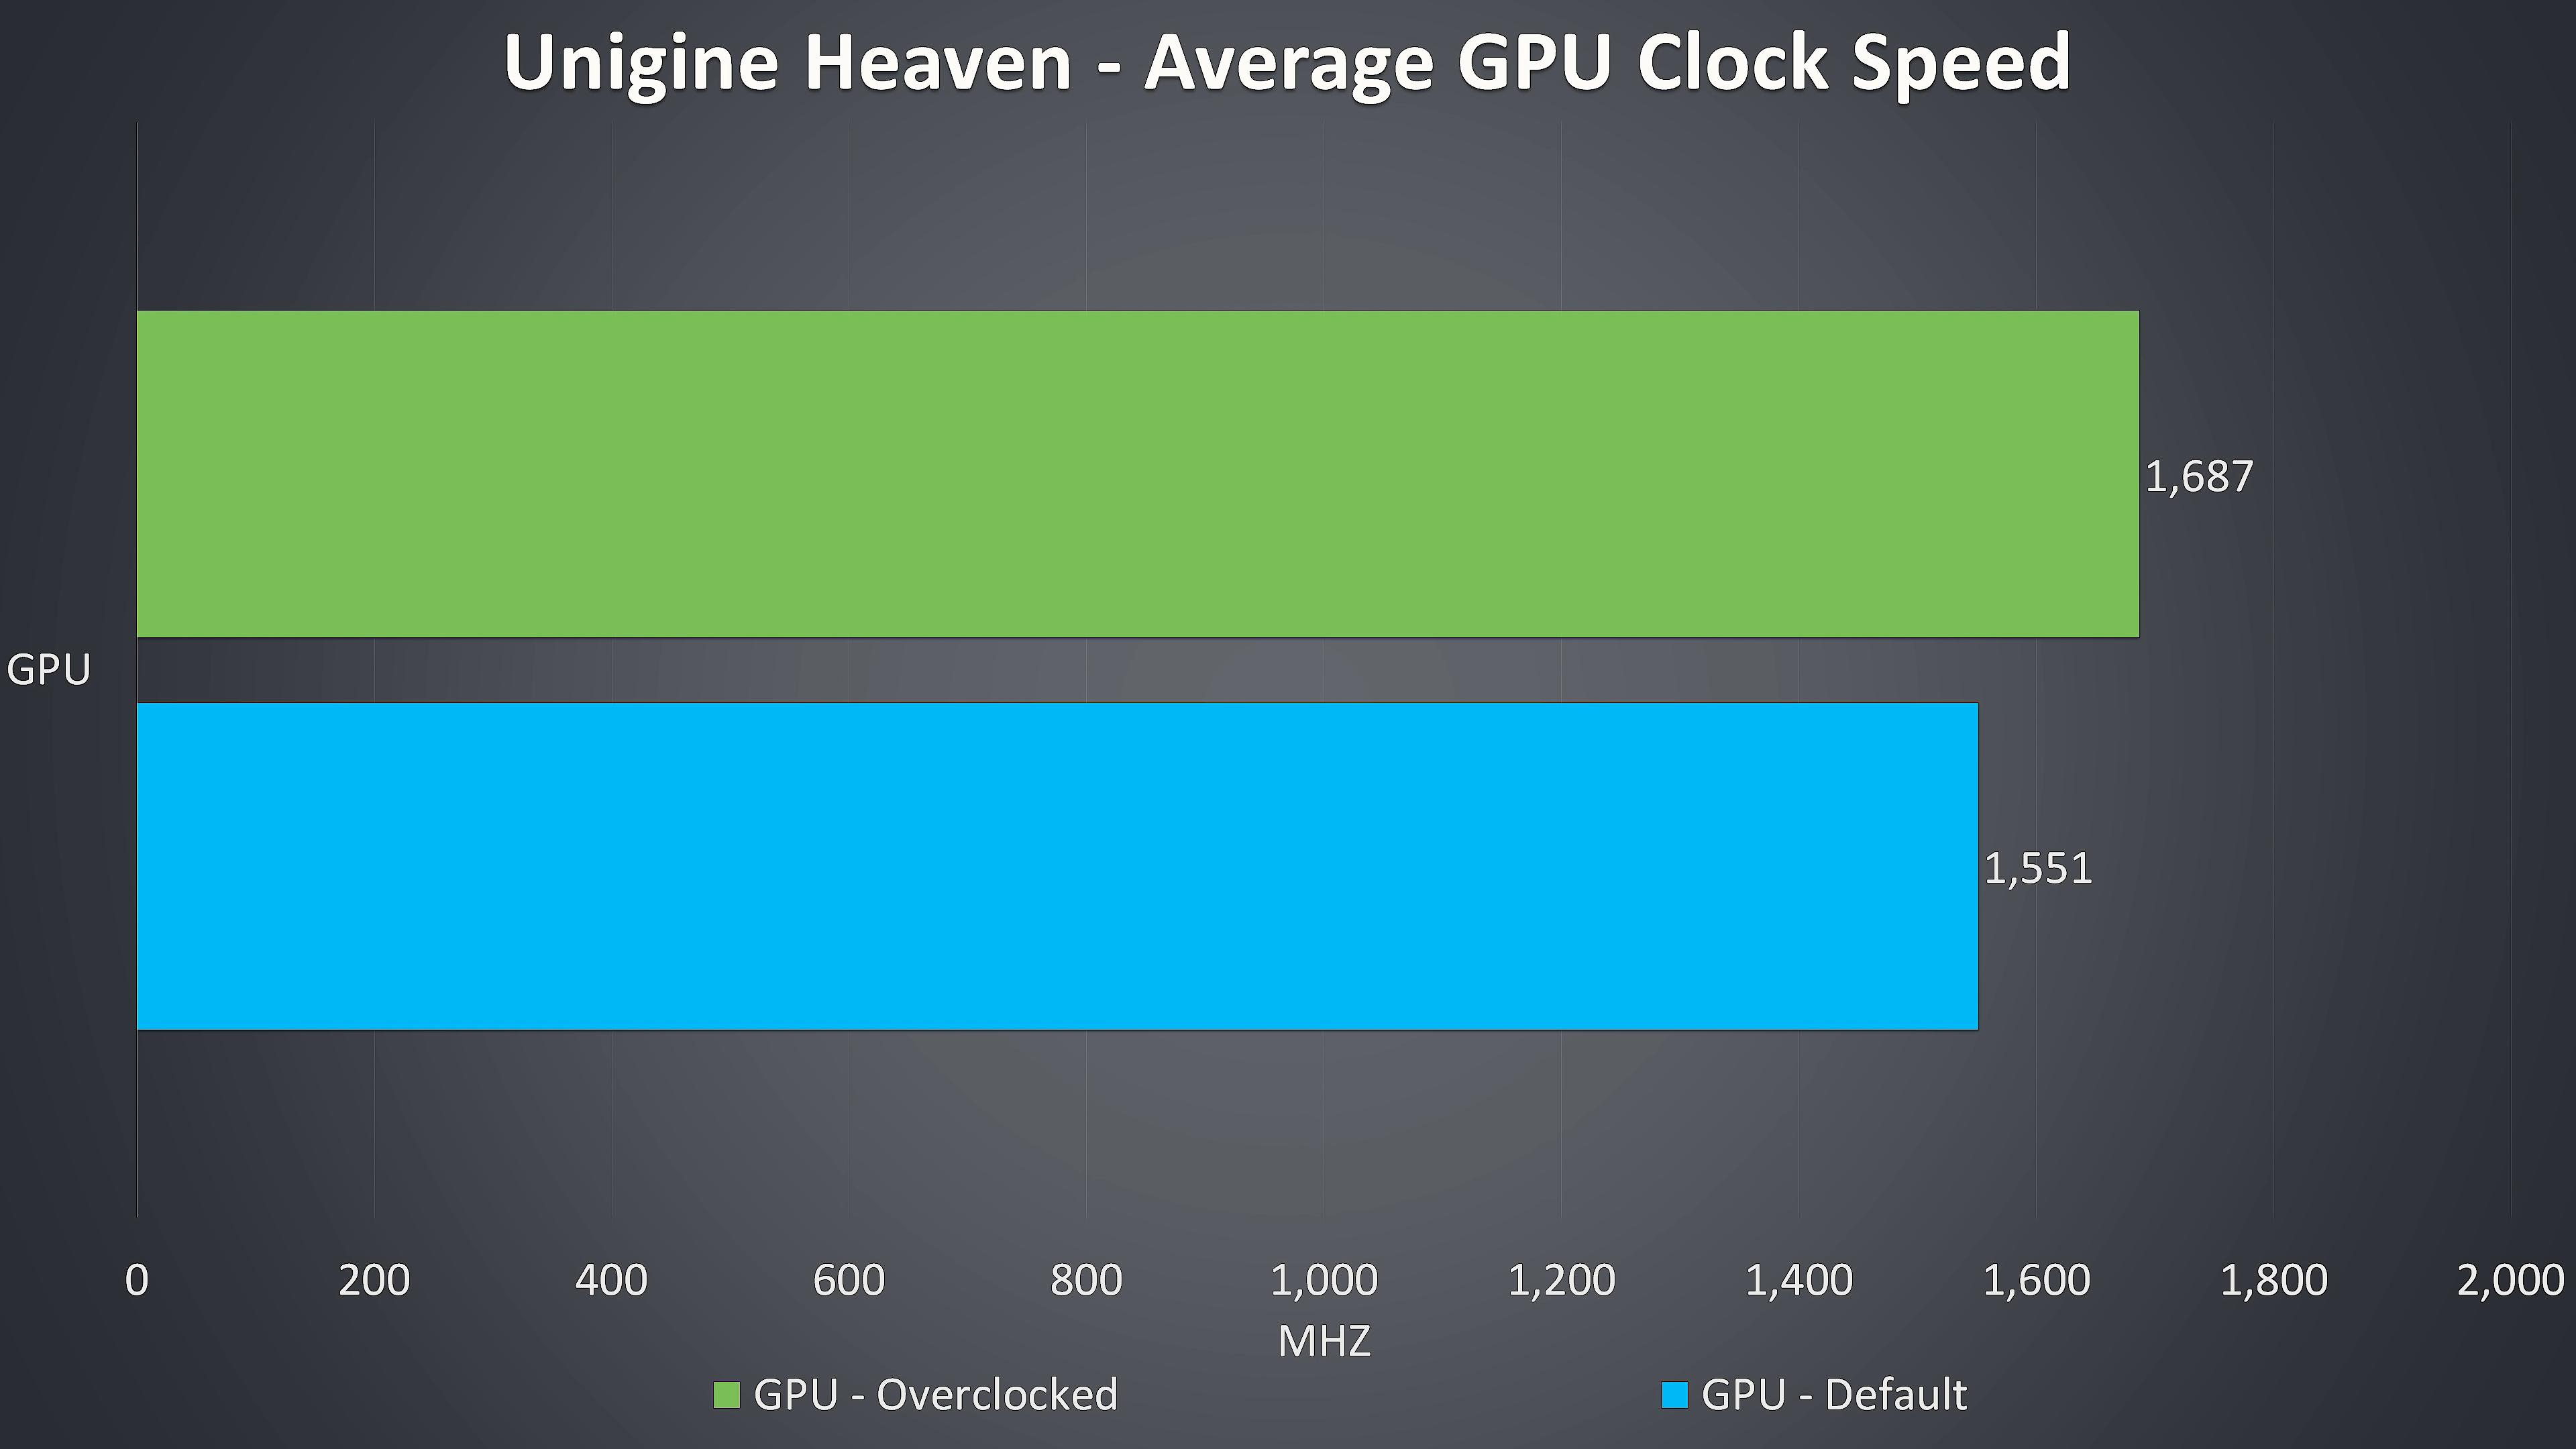 Unigine Heaven - Average GPU Clock Speed
1,687
GPU
1,551
0 200 400 600 800 1,000 1,200 1,400 1,600 1,800 2,000
MHZ
GPU - Overclocked GPU - Default